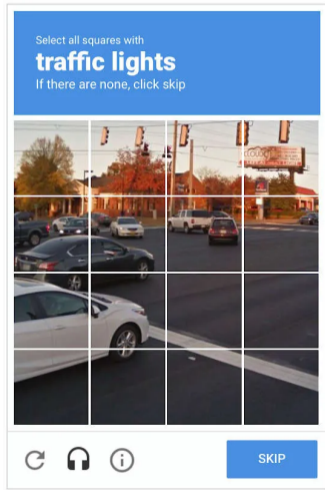 Select all squares with
traffic lights
If there are none, click skip
SKIP